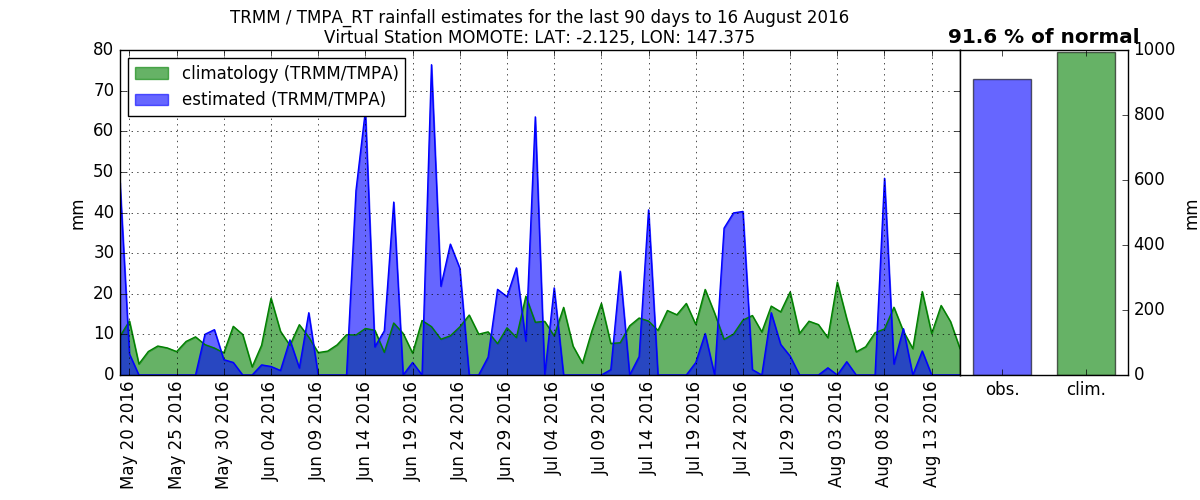 TRMM / TMPA_RT rainfall estimates for the last 90 days to 16 August 2016
Virtual Station MOMOTE: LAT: -2.125, LON: 147.375
91.6 % of normal
climatology (TRMM/TMPA)
estimated (TRMM/TMPA)
mm
80
70
60
50
40
30
20
10
0
May 20 2016
May 25 2016
May 30 2016
Jun 04 2016
Jun 09 2016
Jun 14 2016
Jun 19 2016
Jun 24 2016
Jun 29 2016
Jul 04 2016
Jul 09 2016
Jul 14 2016
Jul 19 2016
Jul 24 2016
Jul 29 2016
Aug 03 2016
Aug 08 2016
Aug 13 2016
obs.
clim.
1000
800
600
400
200
0
mm